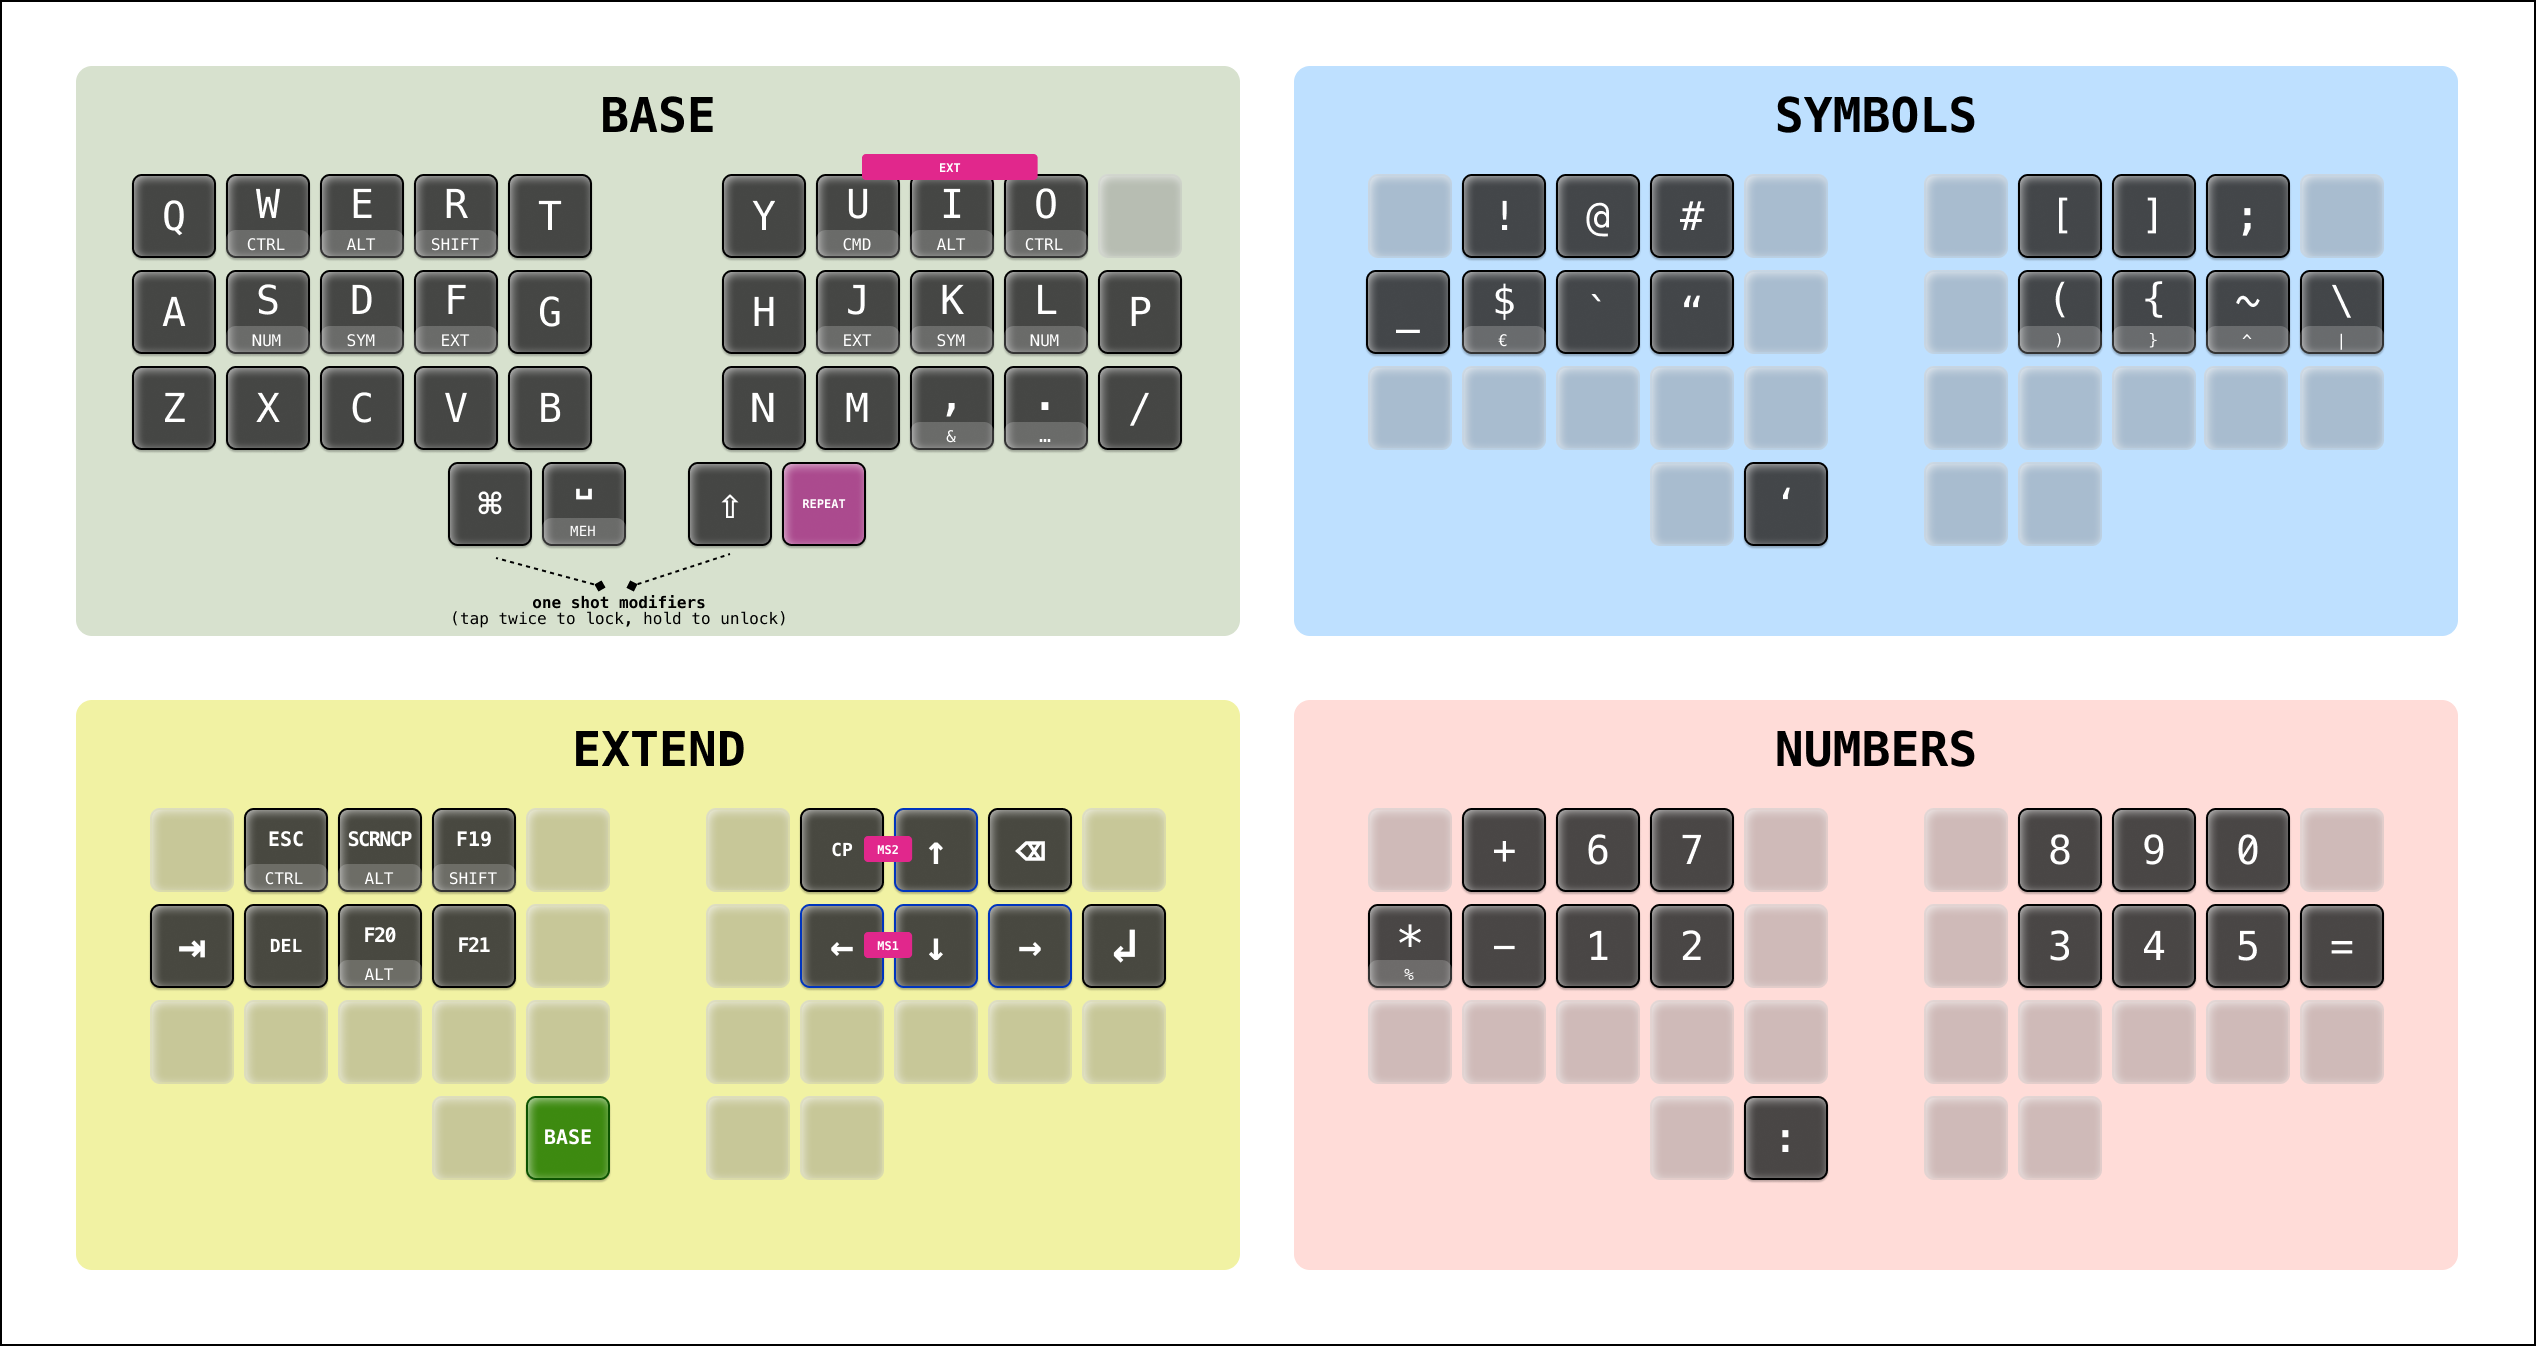 BASE
EXT
Q W E R T Y U I O
CTRL ALT SHIFT CMD ALT CTRL
A S D F G H J K L P
NUM SYM EXT EXT SYM NUM
Z X C V B N M , . /
& …
⌘ ␣ ⇧ REPEAT
MEH
one shot modifiers
(tap twice to lock, hold to unlock)
SYMBOLS
! @ # [ ] ;
_ $ ` “ ( { ~ \
€ ) } ^ |
‘
EXTEND
ESC SCRNCP F19 CP MS2 ↑ ⌫
CTRL ALT SHIFT
⇥ DEL F20 F21 ← MS1 ↓ → ↲
ALT
BASE
NUMBERS
+ 6 7 8 9 0
* − 1 2 3 4 5 =
%
: